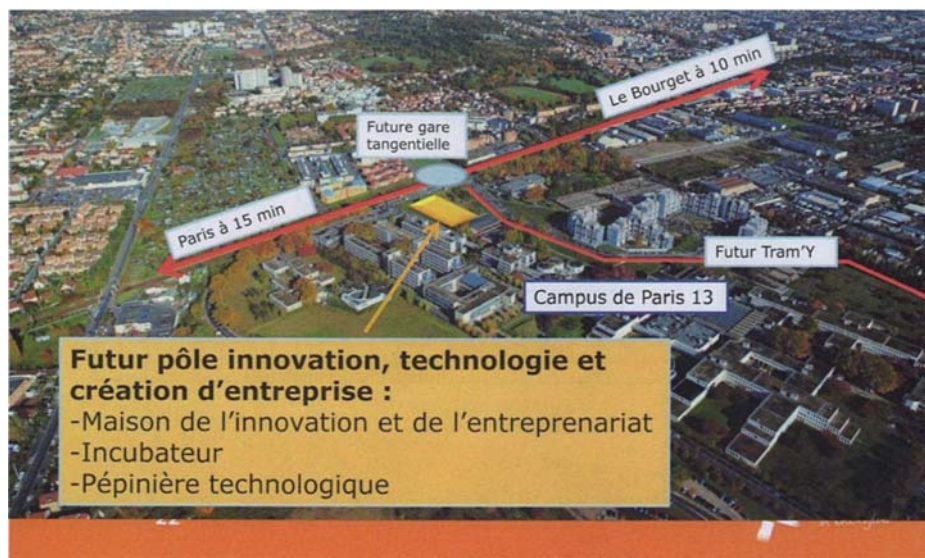 Le Bourget à 10 min
Future gare
tangentielle
Paris à 15 min
Futur Tram'Y
Campus de Paris 13
Futur pôle innovation, technologie et
création d'entreprise :
-Maison de l'innovation et de l'entreprenariat
-Incubateur
-Pépinière technologique
22